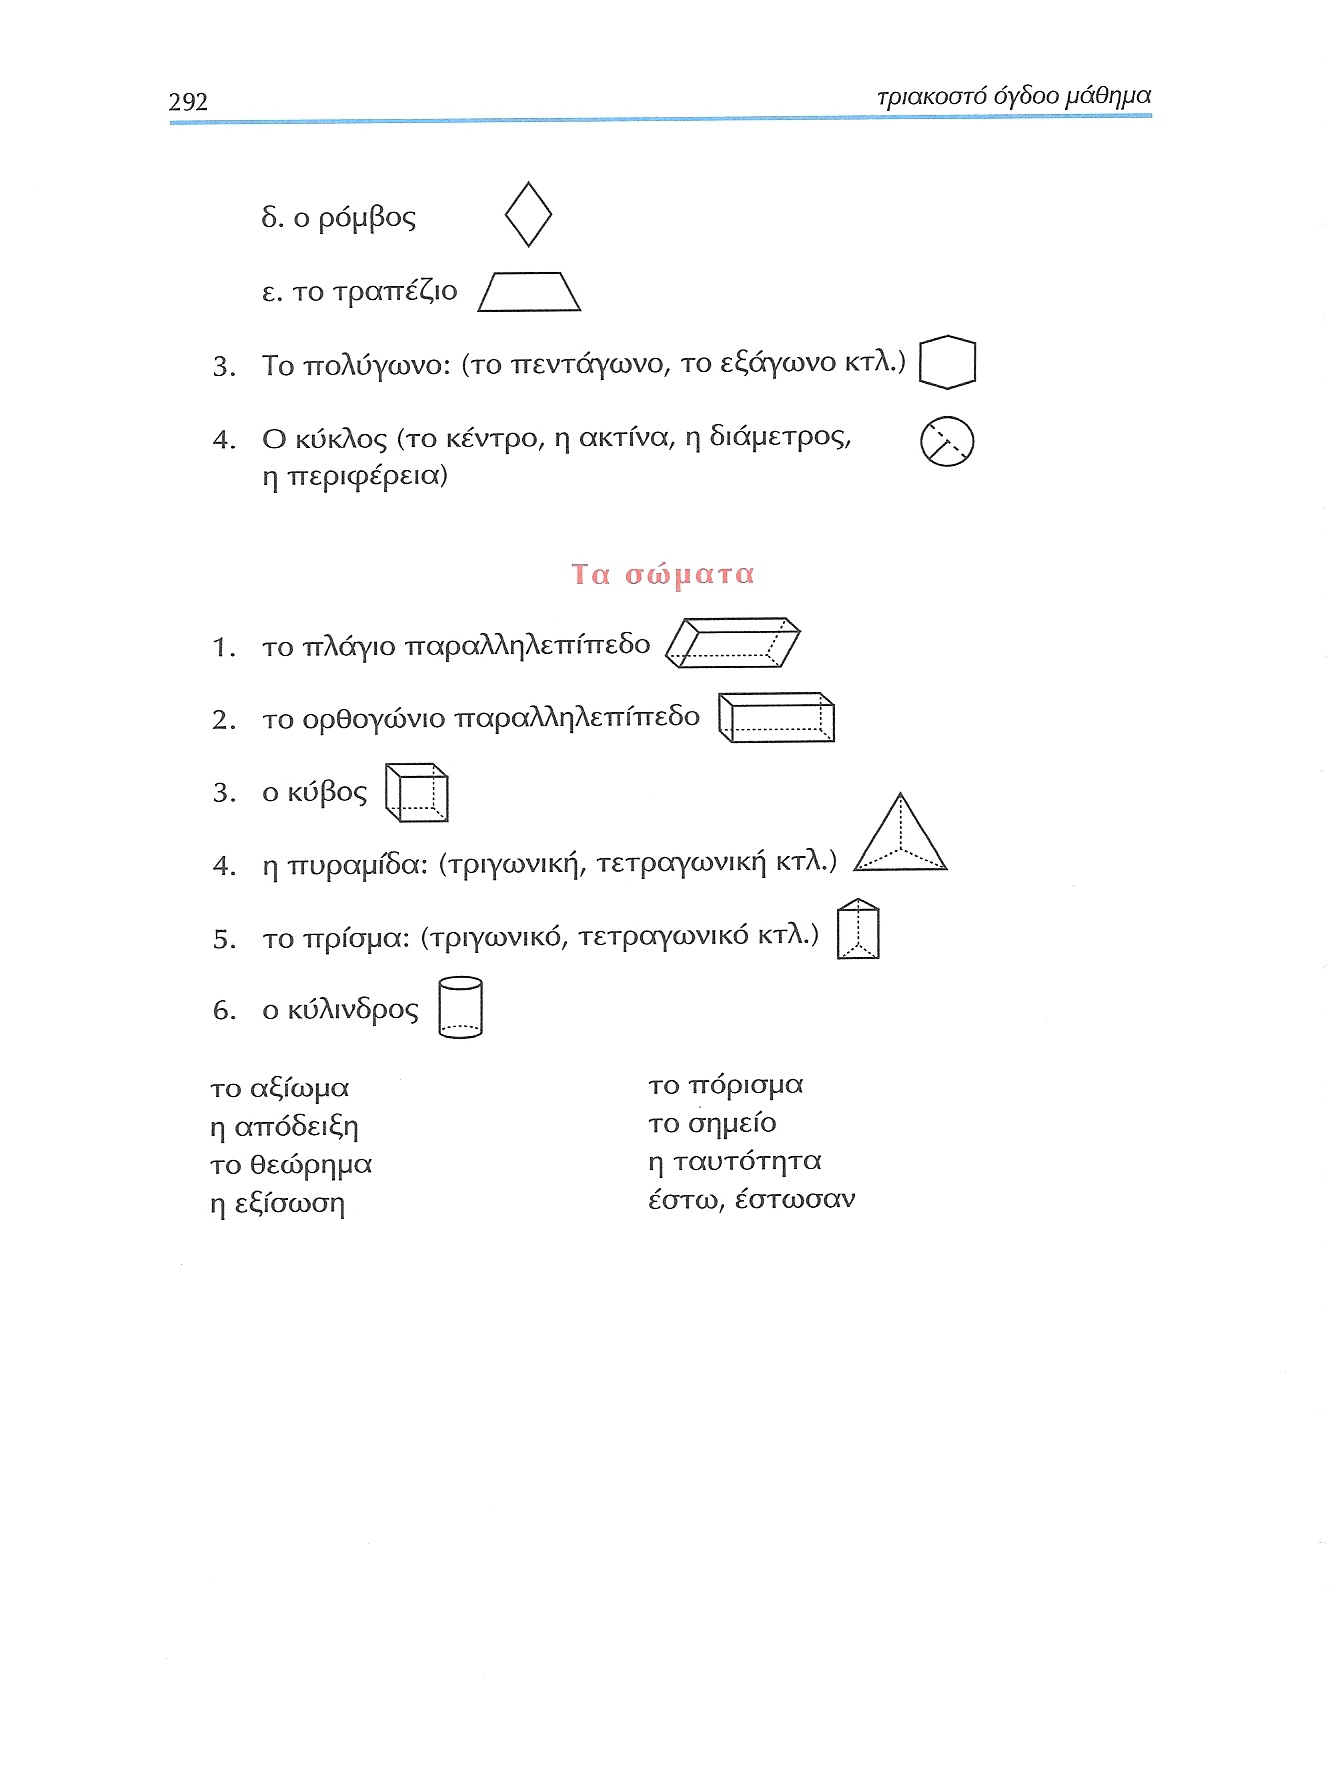 292
τριακοστό όγδοο μάθημα
δ. ο ρόμβος
ε. το τραπέζιο
3. Το πολύγωνο: (το πεντάγωνο, το εξάγωνο κτλ.)
4. Ο κύκλος (το κέντρο, η ακτίνα, η διάμετρος,
η περιφέρεια)
Τα σώματα
1. το πλάγιο παραλληλεπίπεδο
2. το ορθογώνιο παραλληλεπίπεδο
3. ο κύβος
4. η πυραμίδα: (τριγωνική, τετραγωνική κτλ.)
5. το πρίσμα: (τριγωνικό, τετραγωνικό κτλ.)
6. ο κύλινδρος
το αξίωμα
η απόδειξη
το θεώρημα
η εξίσωση
το πόρισμα
το σημείο
η ταυτότητα
έστω, έστωσαν